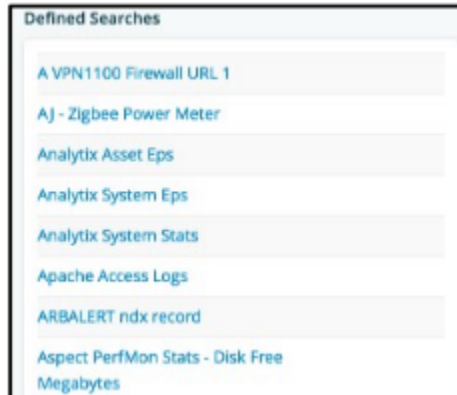 Defined Searches
A VPN1100 Firewall URL 1
AJ - Zigbee Power Meter
Analytix Asset Eps
Analytix System Eps
Analytix System Stats
Apache Access Logs
ARBALERT ndx record
Aspect PerfMon Stats - Disk Free
Megabytes